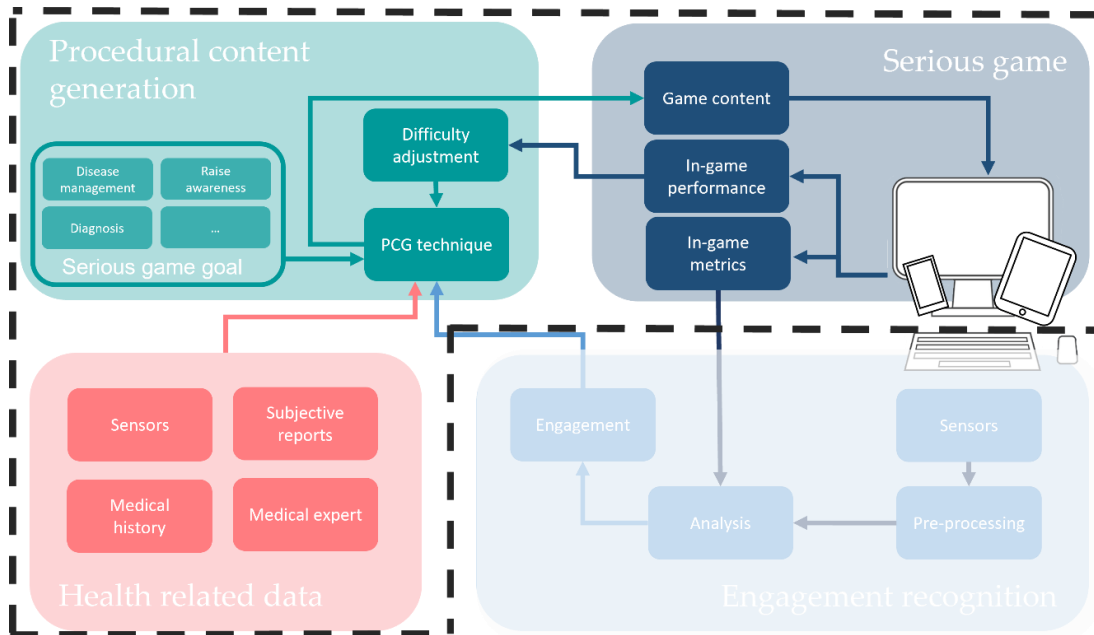 Procedural content
generation
Difficulty
adjustment
Disease
management
Raise
awareness
Diagnosis
...
Serious game goal
PCG technique
Serious game
Game content
In-game
performance
In-game
metrics
Sensors
Subjective
reports
Medical
history
Medical expert
Health related data
Engagement
Sensors
Analysis
Pre-processing
Engagement recognition